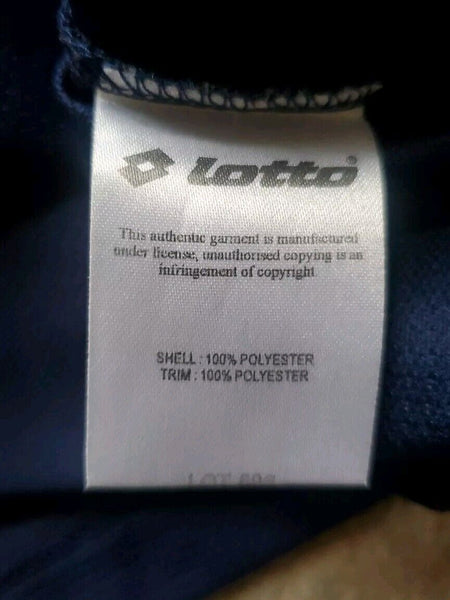 Lotto®
This authentic garment is manufactured
under license, unauthorised copying is an
infringement of copyright
SHELL : 100% POLYESTER
TRIM : 100% POLYESTER